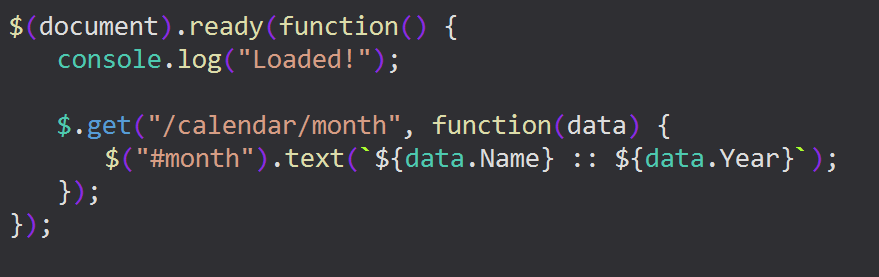 $(document).ready(function() {
console.log("Loaded!");
$.get("/calendar/month", function(data) {
$("#month").text(`${data.Name} :: ${data.Year}`);
});
});